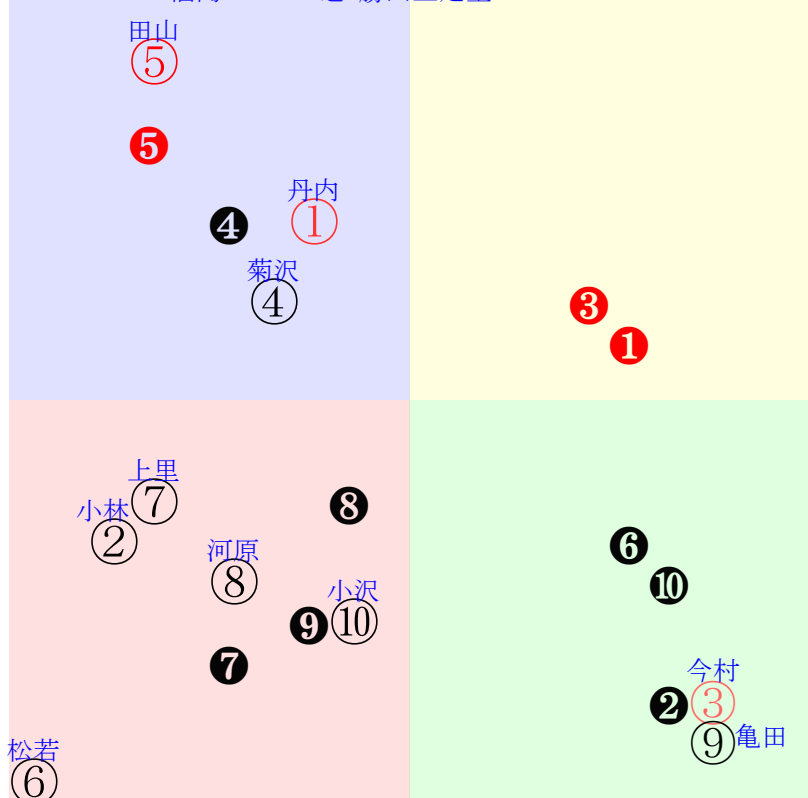 田山
⑤
❺
丹内
①
❹
菊沢
④
❸
❶
上里
⑦
小林
②
❽
河原
⑧
❻
❿
小沢
⑩
❾
❼
今村
③
❷
⑨亀田
松若
⑥